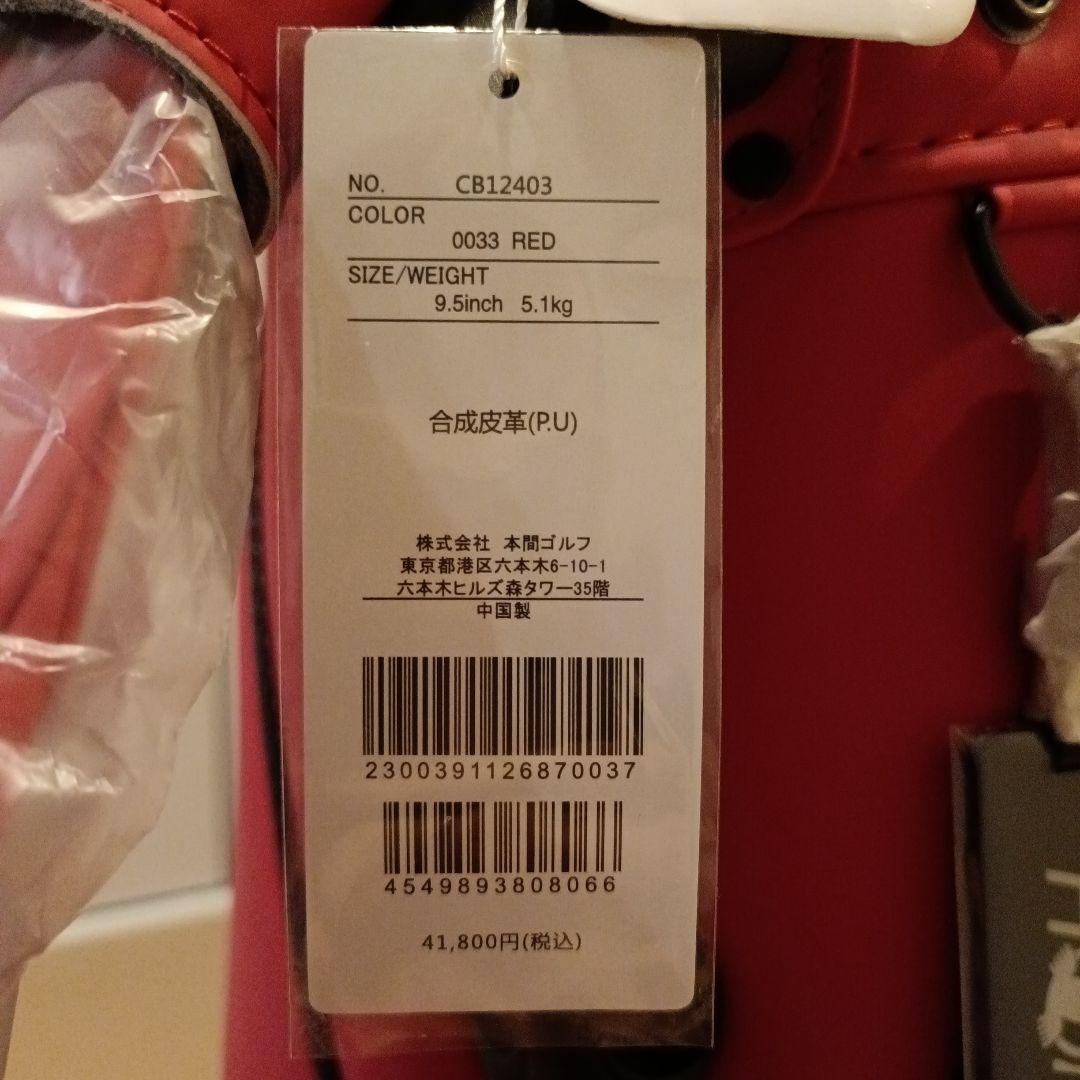 NO. CB12403
COLOR
0033 RED
SIZE/WEIGHT
9.5inch 5.1kg
合成皮革(P.U)
株式会社 本間ゴルフ
東京都港区六本木6-10-1
六本木ヒルズ森タワー35階
中国製
2300391126870037
4549893808066
41,800円(税込)